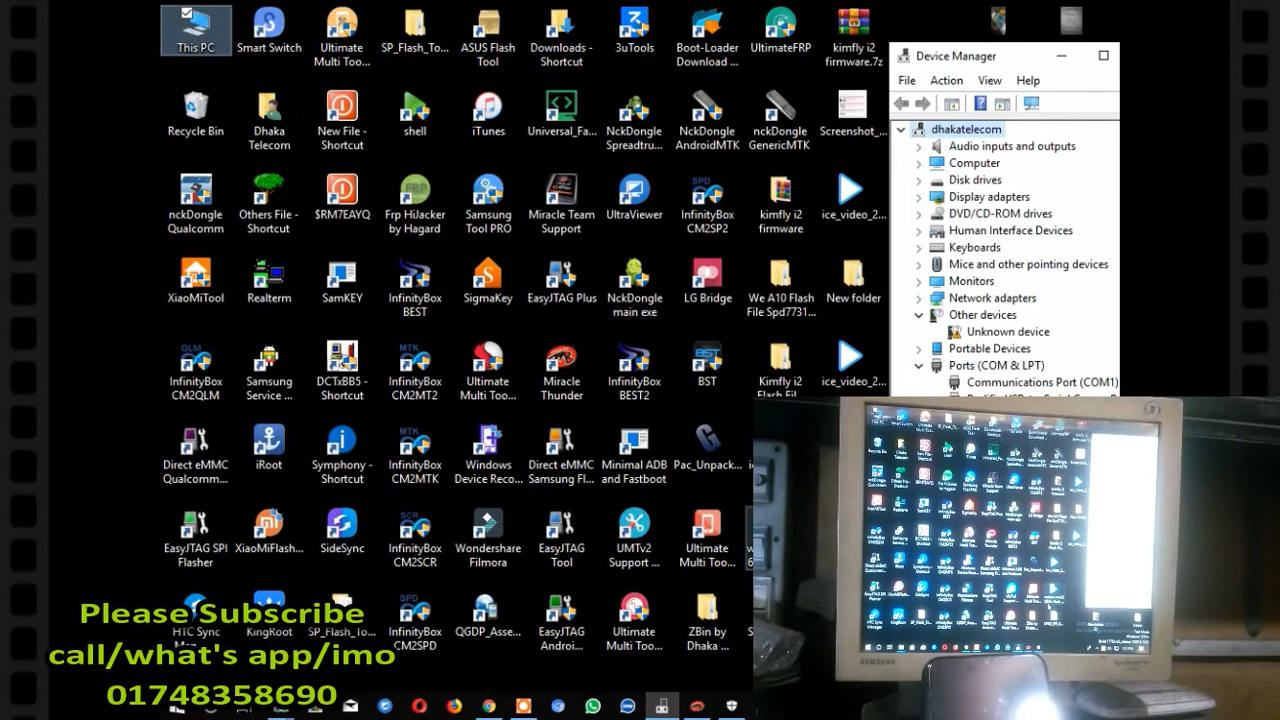 This PC
Smart Switch
Ultimate
Multi Too...
SP_Flash_To...
ASUS Flash
Tool
Downloads -
Shortcut
3uTools
Boot-Loader
Download ...
UltimateFRP
kimfly i2
firmware.7z
Recycle Bin
Dhaka
Telecom
New File -
Shortcut
shell
iTunes
Universal_Fa...
NckDongle
Spreadtru...
NckDongle
AndroidMTK
nckDongle
GenericMTK
Screenshot_...
nckDongle
Qualcomm
Others File -
Shortcut
$RM7EAYQ
Frp HiJacker
by Hagard
Samsung
Tool PRO
Miracle Team
Support
UltraViewer
InfinityBox
CM2SP2
kimfly i2
firmware
ice_video_2...
XiaoMiTool
Realterm
SamKEY
InfinityBox
BEST
SigmaKey
EasyJTAG Plus
NckDongle
main exe
LG Bridge
We A10 Flash
File Spd7731...
New folder
InfinityBox
CM2QLM
Samsung
Service ...
DCTxBB5 -
Shortcut
InfinityBox
CM2MT2
Ultimate
Multi Too...
Miracle
Thunder
InfinityBox
BEST2
BST
Kimfly i2
Flash Fil...
ice_video_2...
Direct eMMC
Qualcomm...
iRoot
Symphony -
Shortcut
InfinityBox
CM2MTK
Windows
Device Reco...
Direct eMMC
Samsung Fl...
Minimal ADB
and Fastboot
Pac_Unpack...
EasyJTAG SPI
Flasher
XiaoMiFlash...
SideSync
InfinityBox
CM2SCR
Wondershare
Filmora
EasyJTAG
Tool
UMTv2
Support ...
Ultimate
Multi Too...
HTC Sync
KingRoot
SP_Flash_To...
InfinityBox
CM2SPD
QGDP_Asse...
EasyJTAG
Androi...
Ultimate
Multi Too...
ZBin by
Dhaka ...
Device Manager
File Action View Help
dhakatelecom
Audio inputs and outputs
Computer
Disk drives
Display adapters
DVD/CD-ROM drives
Human Interface Devices
Keyboards
Mice and other pointing devices
Monitors
Network adapters
Other devices
Unknown device
Portable Devices
Ports (COM & LPT)
Communications Port (COM1)
SAMSUNG
Please Subscribe
call/what's app/imo
01748358690